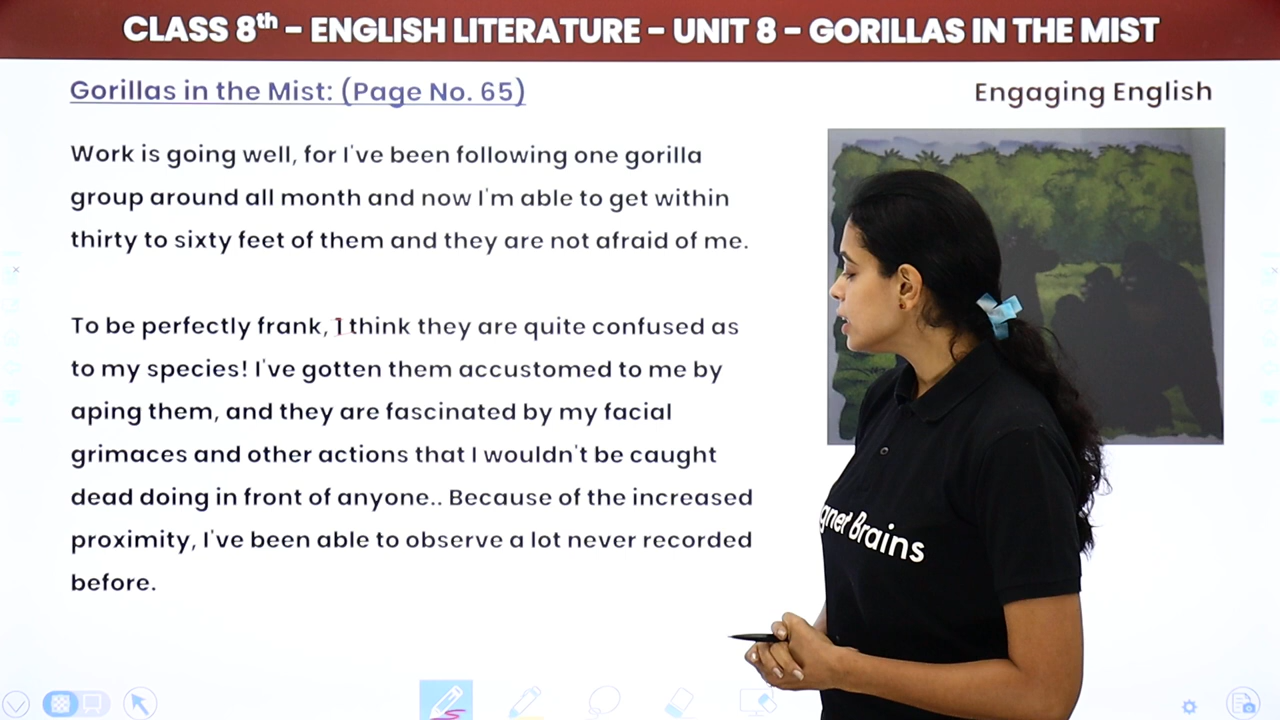 CLASS 8th – ENGLISH LITERATURE – UNIT 8 – GORILLAS IN THE MIST
Gorillas in the Mist: (Page No. 65)
Engaging English
Work is going well, for I've been following one gorilla
group around all month and now I'm able to get within
thirty to sixty feet of them and they are not afraid of me.
To be perfectly frank, I think they are quite confused as
to my species! I've gotten them accustomed to me by
aping them, and they are fascinated by my facial
grimaces and other actions that I wouldn't be caught
dead doing in front of anyone.. Because of the increased
proximity, I've been able to observe a lot never recorded
before.
gnet Brains